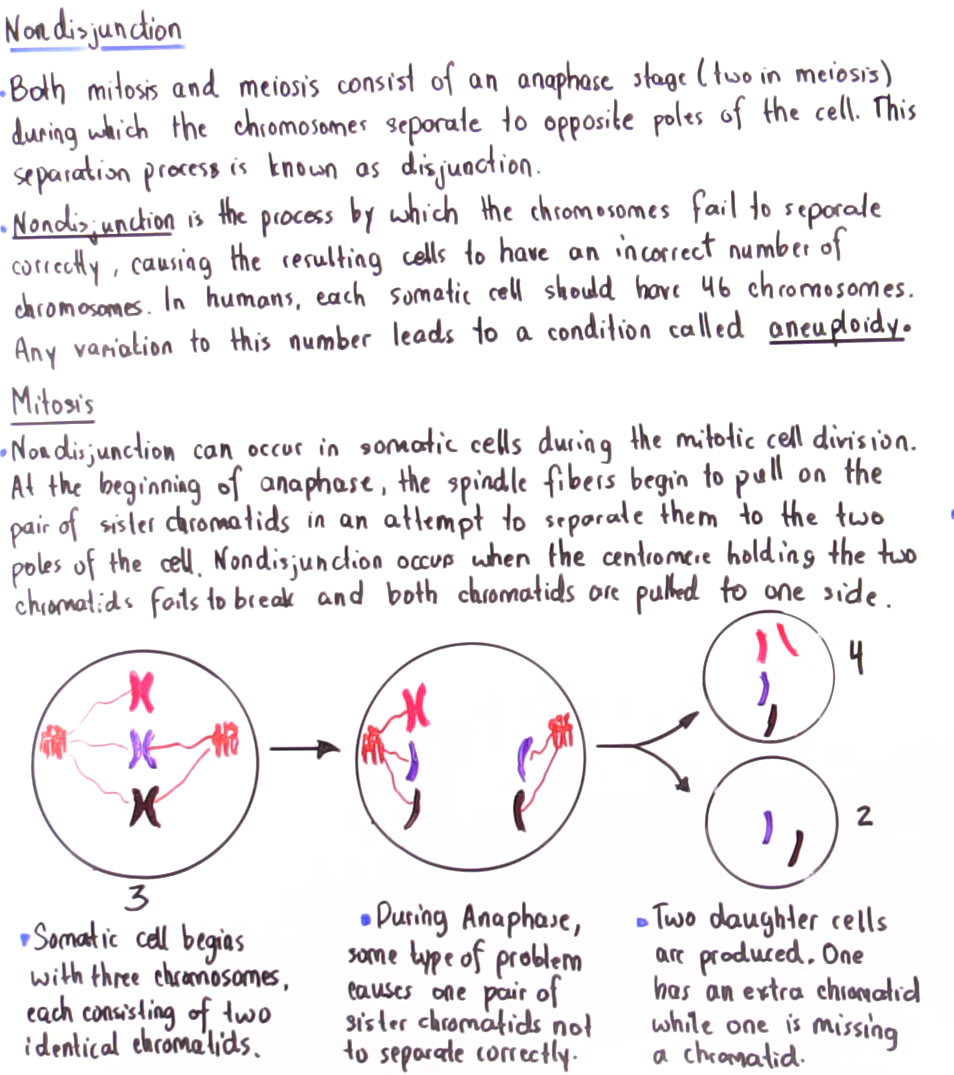 Nondisjunction
• Both mitosis and meiosis consist of an anaphase stage (two in meiosis)
during which the chromosomes seperate to opposite poles of the cell. This
separation process is known as disjunction.
• Nondisjunction is the process by which the chromosomes fail to seperate
correctly, causing the resulting cells to have an incorrect number of
chromosomes. In humans, each somatic cell should have 46 chromosomes.
Any variation to this number leads to a condition called aneuploidy.
Mitosis
• Nondisjunction can occur in somatic cells during the mitotic cell division.
At the beginning of anaphase, the spindle fibers begin to pull on the
pair of sister chromatids in an attempt to seperate them to the two
poles of the cell. Nondisjunction occurs when the centromere holding the two
chromatids fails to break and both chromatids are pulled to one side.
4
2
3
• Somatic cell begins
with three chromosomes,
each consisting of two
identical chromatids.
• During Anaphase,
some type of problem
causes one pair of
sister chromatids not
to seperate correctly.
• Two daughter cells
are produced. One
has an extra chromatid
while one is missing
a chromatid.